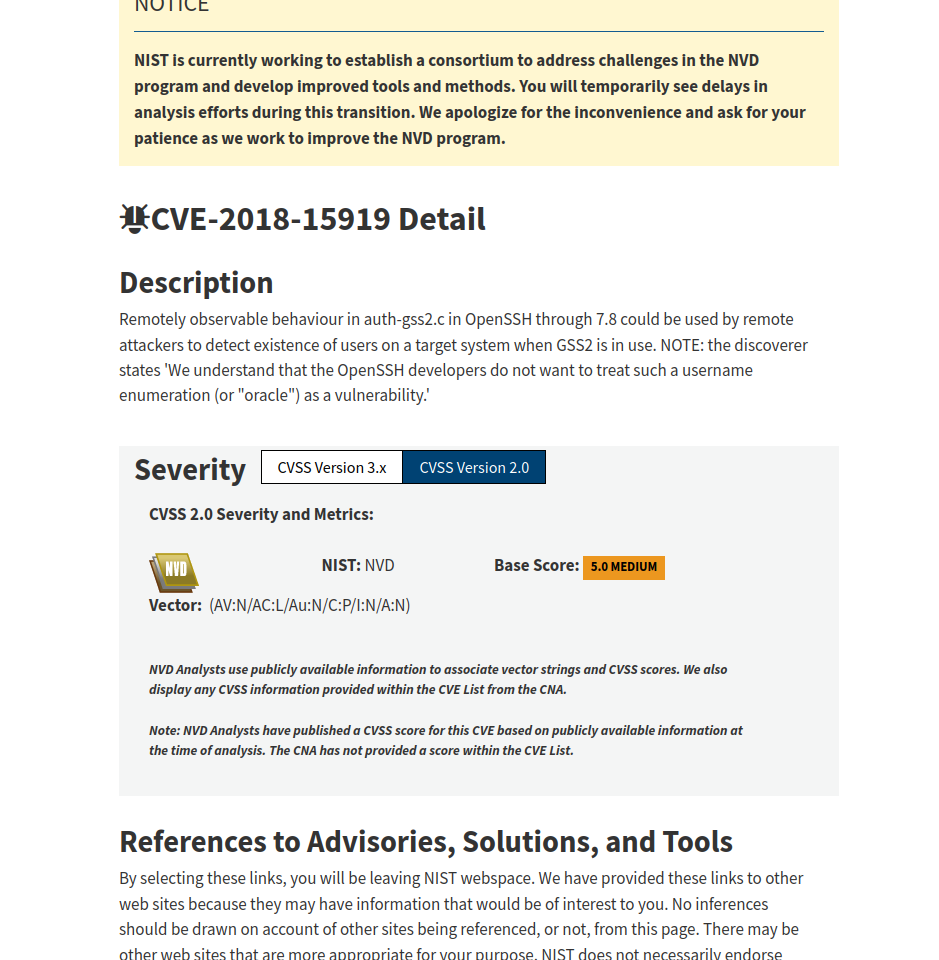 NOTICE
NIST is currently working to establish a consortium to address challenges in the NVD
program and develop improved tools and methods. You will temporarily see delays in
analysis efforts during this transition. We apologize for the inconvenience and ask for your
patience as we work to improve the NVD program.
CVE-2018-15919 Detail
Description
Remotely observable behaviour in auth-gss2.c in OpenSSH through 7.8 could be used by remote
attackers to detect existence of users on a target system when GSS2 is in use. NOTE: the discoverer
states 'We understand that the OpenSSH developers do not want to treat such a username
enumeration (or "oracle") as a vulnerability.'
Severity CVSS Version 3.x CVSS Version 2.0
CVSS 2.0 Severity and Metrics:
NVD NIST: NVD Base Score: 5.0 MEDIUM
Vector: (AV:N/AC:L/Au:N/C:P/I:N/A:N)
NVD Analysts use publicly available information to associate vector strings and CVSS scores. We also
display any CVSS information provided within the CVE List from the CNA.
Note: NVD Analysts have published a CVSS score for this CVE based on publicly available information at
the time of analysis. The CNA has not provided a score within the CVE List.
References to Advisories, Solutions, and Tools
By selecting these links, you will be leaving NIST webspace. We have provided these links to other
web sites because they may have information that would be of interest to you. No inferences
should be drawn on account of other sites being referenced, or not, from this page. There may be
other web sites that are more appropriate for your purpose. NIST does not necessarily endorse